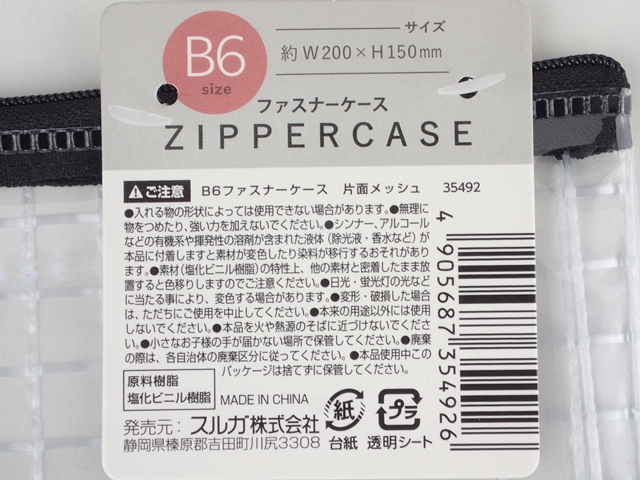 B6
size
サイズ
約W200×H150mm
ファスナーケース
ZIPPERCASE
ご注意 B6ファスナーケース 片面メッシュ 35492
●入れる物の形状によっては使用できない場合があります。●無理に
物をつめたり、強い力を加えないでください。●シンナー、アルコール
などの有機系や揮発性の溶剤が含まれた液体（除光液・香水など）が
本品に付着しますと素材が変色したり染料が移行するおそれがあり
ます。●素材（塩化ビニル樹脂）の特性上、他の素材と密着したまま放
置すると色移りしますのでご注意ください。●日光・蛍光灯の光など
に当たる事により、変色する場合があります。●変形・破損した場合
は、ただちにご使用を中止してください。●本来の用途以外には使用
しないでください。●本品を火や熱源のそばに近づけないでくださ
い。●小さなお子様の手が届かない場所で保管してください。●廃棄
の際は、各自治体の廃棄区分に従ってください。●本品使用中この
パッケージは捨てずに保管してください。
4 905687 354926
原料樹脂
塩化ビニル樹脂
MADE IN CHINA
発売元：スルガ株式会社
静岡県榛原郡吉田町川尻3308
紙
プラ
台紙 透明シート